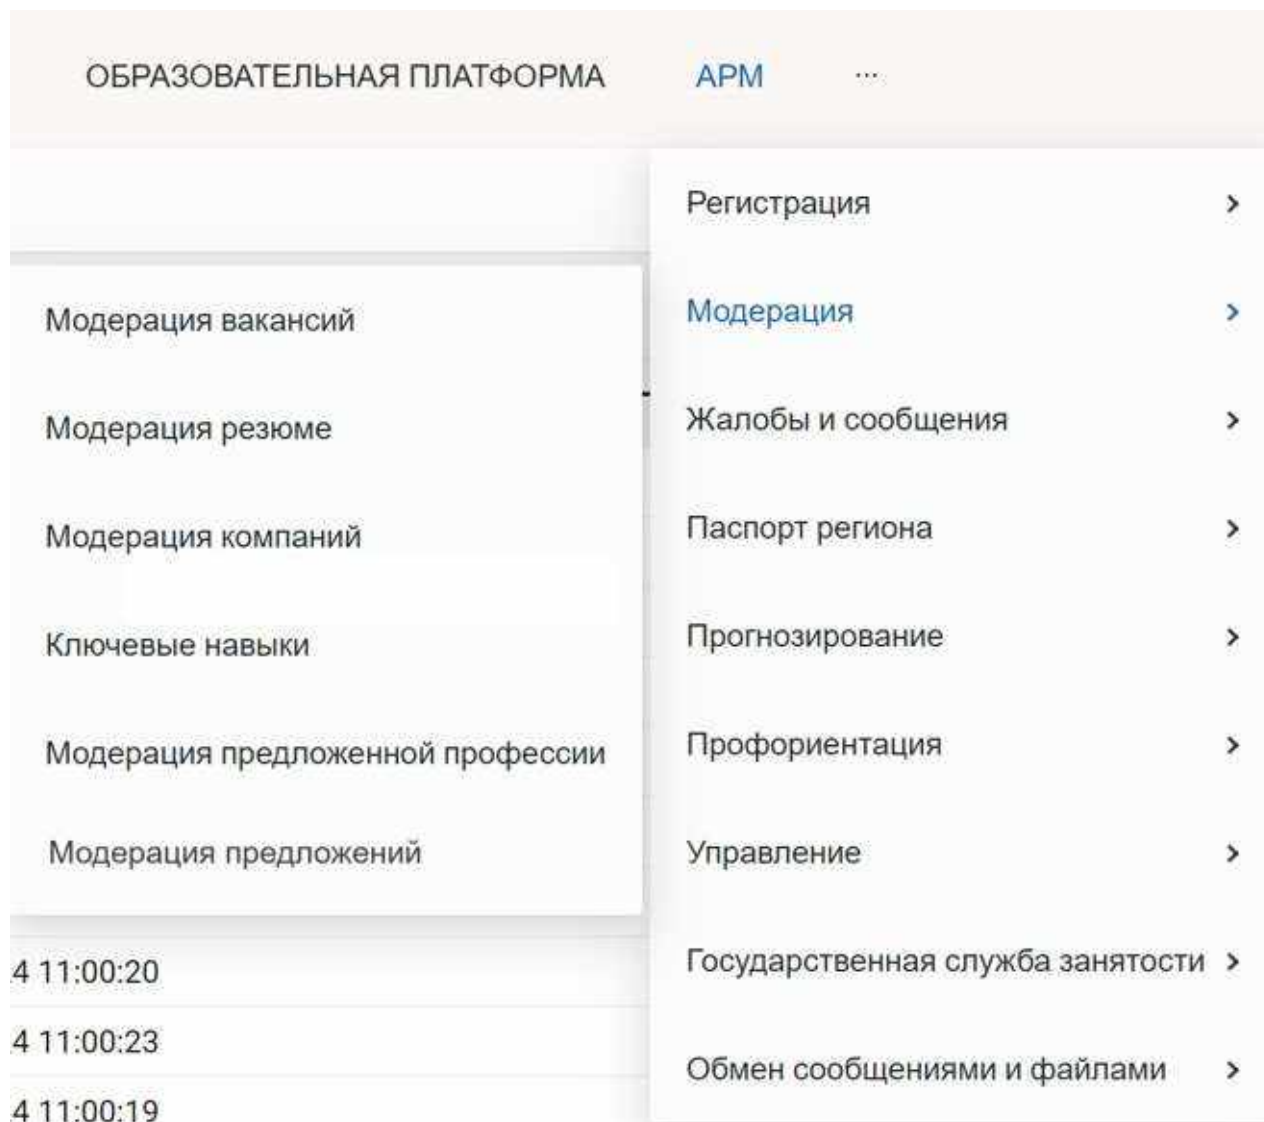 ОБРАЗОВАТЕЛЬНАЯ ПЛАТФОРМА АРМ ...
Регистрация
Модерация
Жалобы и сообщения
Паспорт региона
Прогнозирование
Профориентация
Управление
Государственная служба занятости
Обмен сообщениями и файлами
Модерация вакансий
Модерация резюме
Модерация компаний
Ключевые навыки
Модерация предложенной профессии
Модерация предложений
4 11:00:20
4 11:00:23
4 11:00:19